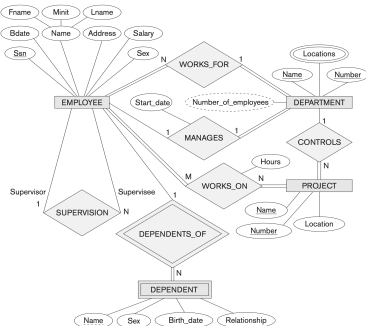 Fname
Minit
Lname
Bdate
Name
Address
Salary
Ssn
Sex
N
WORKS_FOR
1
Locations
Name
Number
Start_date
Number_of_employees
EMPLOYEE
DEPARTMENT
1
MANAGES
1
1
CONTROLS
Hours
M
WORKS_ON
N
N
PROJECT
Supervisor
Supervisee
1
SUPERVISION
N
1
Name
Number
Location
DEPENDENTS_OF
N
DEPENDENT
Name
Sex
Birth_date
Relationship